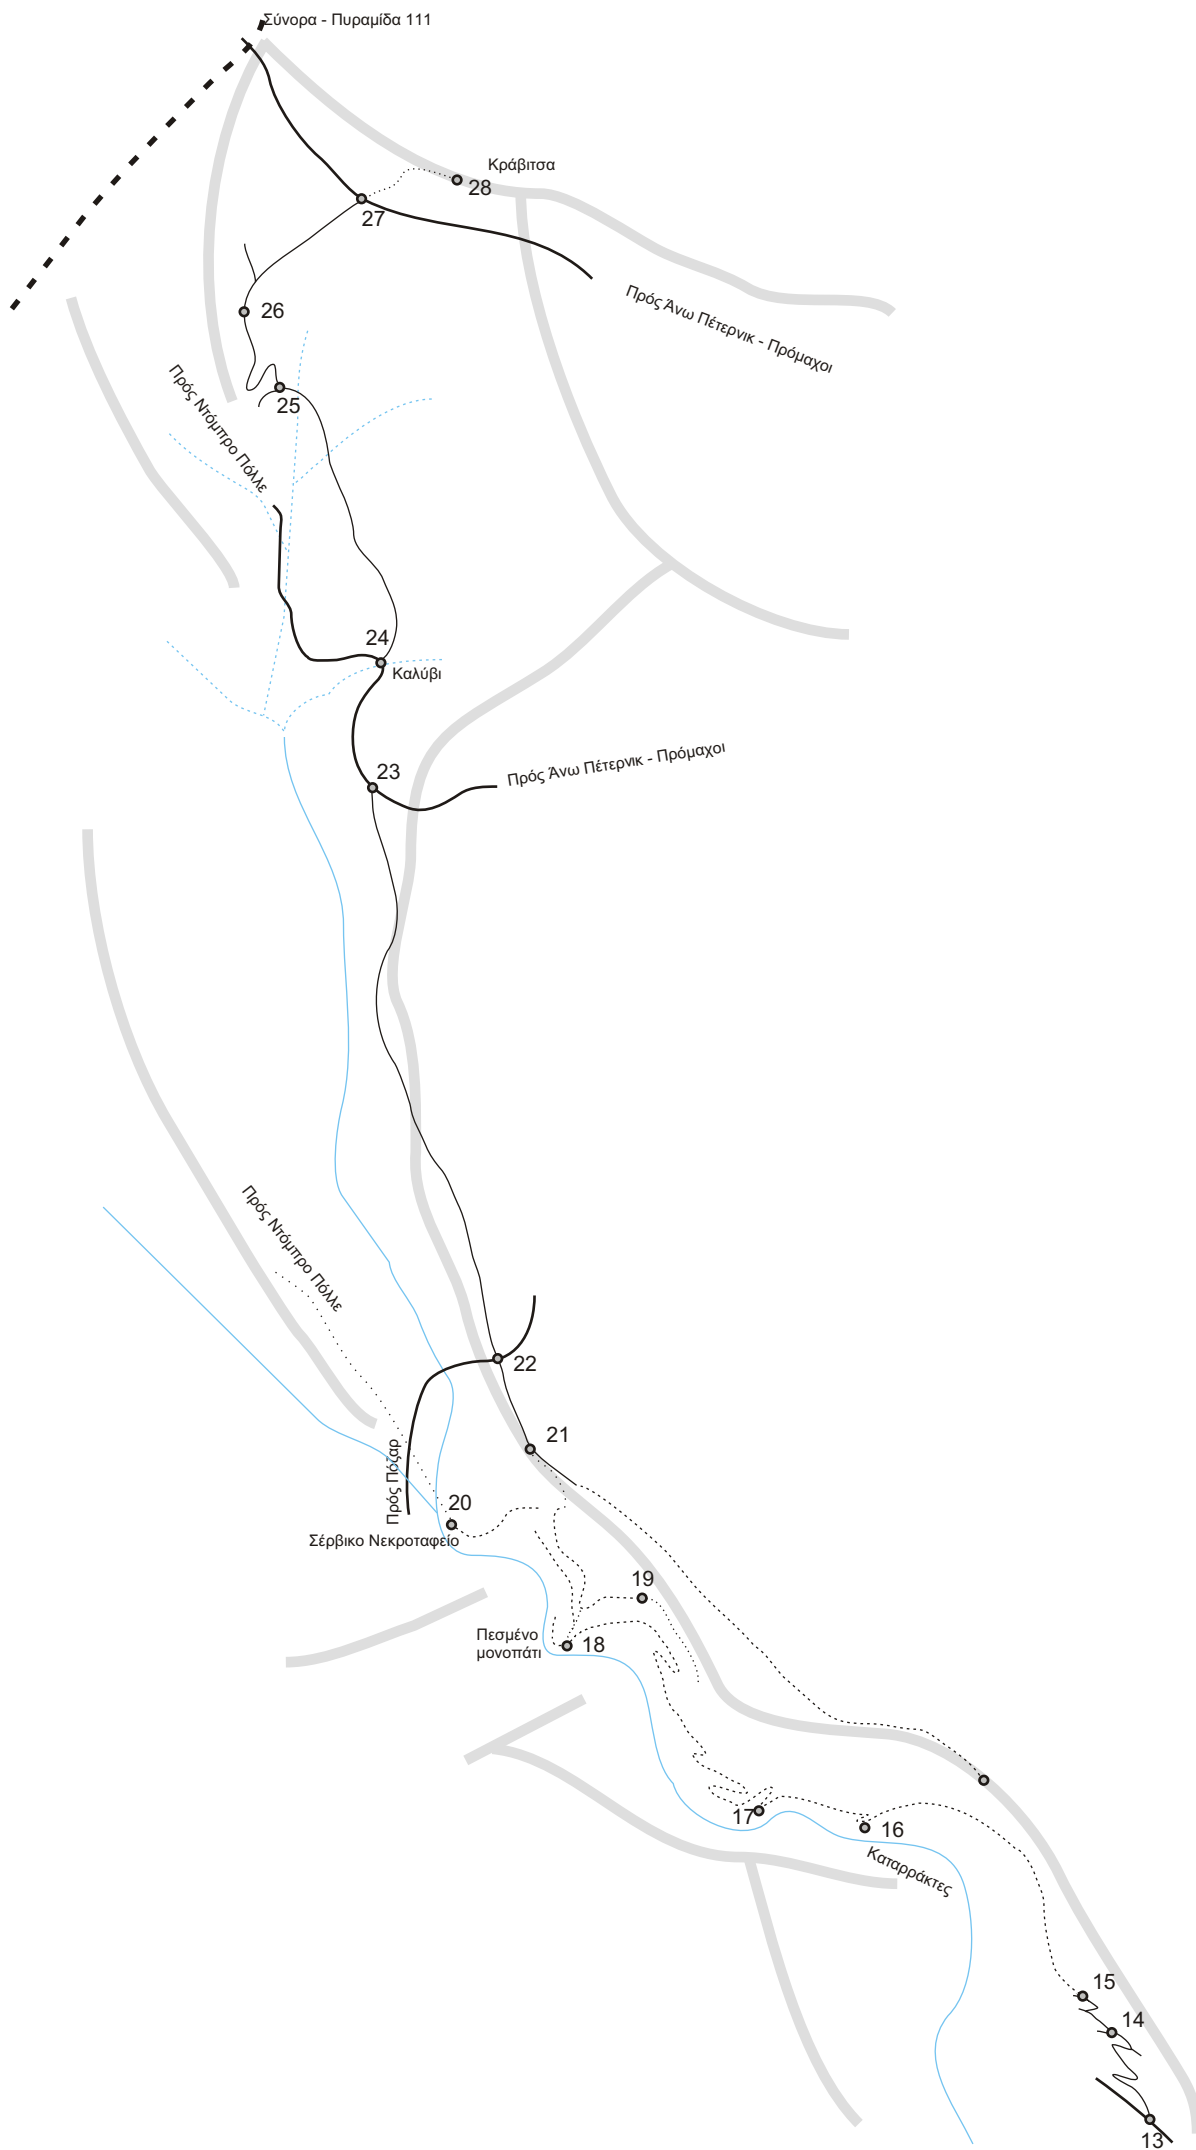 Σύνορα - Πυραμίδα 111
Κράβιτσα
28
27
Πρός Άνω Πέτερνικ - Πρόμαχοι
26
Πρός Ντόμπρο Πόλλε
25
24
Καλύβι
23
Πρός Άνω Πέτερνικ - Πρόμαχοι
Πρός Ντόμπρο Πόλλε
22
21
Πρός Πόζαρ
20
Σέρβικο Νεκροταφείο
19
Πεσμένο
μονοπάτι
18
17
16
Καταρράκτες
15
14
13